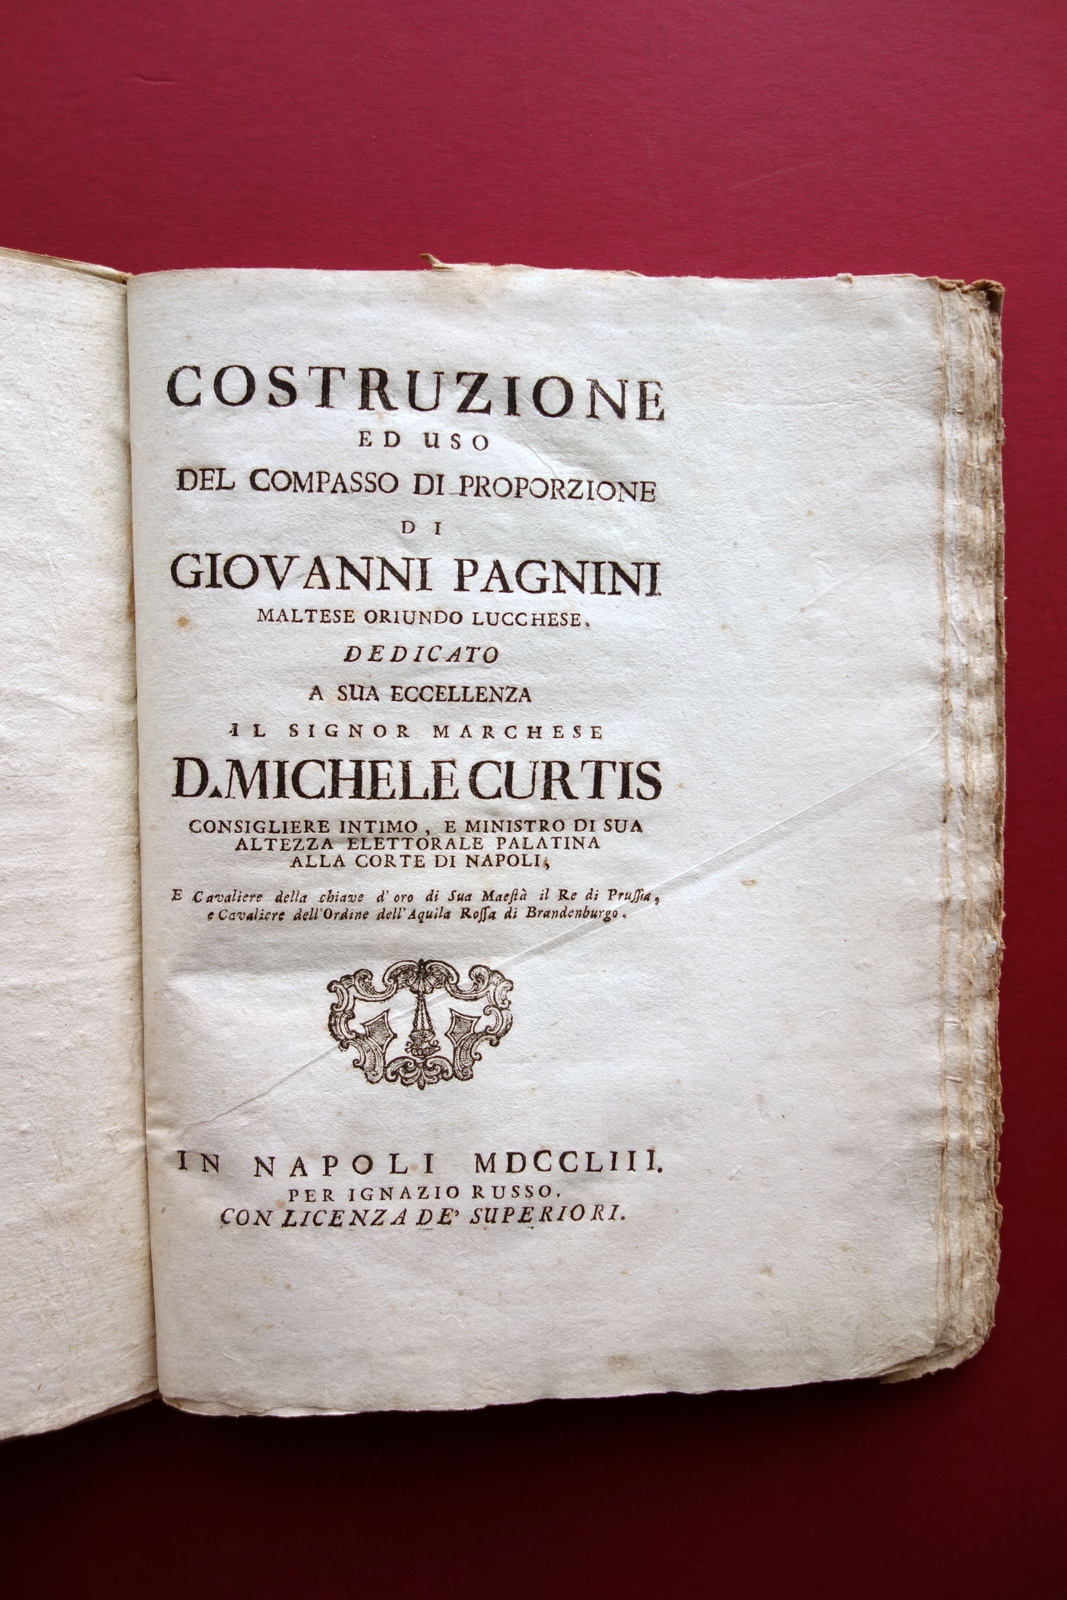 COSTRUZIONE
ED USO
DEL COMPASSO DI PROPORZIONE
DI
GIOVANNI PAGNINI
MALTESE ORIUNDO LUCCHESE.
DEDICATO
A SUA ECCELLENZA
IL SIGNOR MARCHESE
D. MICHELE CURTIS
CONSIGLIERE INTIMO, E MINISTRO DI SUA
ALTEZZA ELETTORALE PALATINA
ALLA CORTE DI NAPOLI,
E Cavaliere della chiave d'oro di Sua Maeſtà il Re di Pruſſia,
e Cavaliere dell'Ordine dell'Aquila Roſſa di Brandenburgo.
IN NAPOLI MDCCLIII.
PER IGNAZIO RUSSO.
CON LICENZA DE' SUPERIORI.